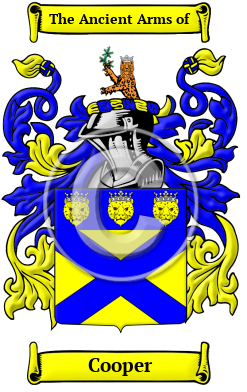 The Ancient Arms of
Cooper